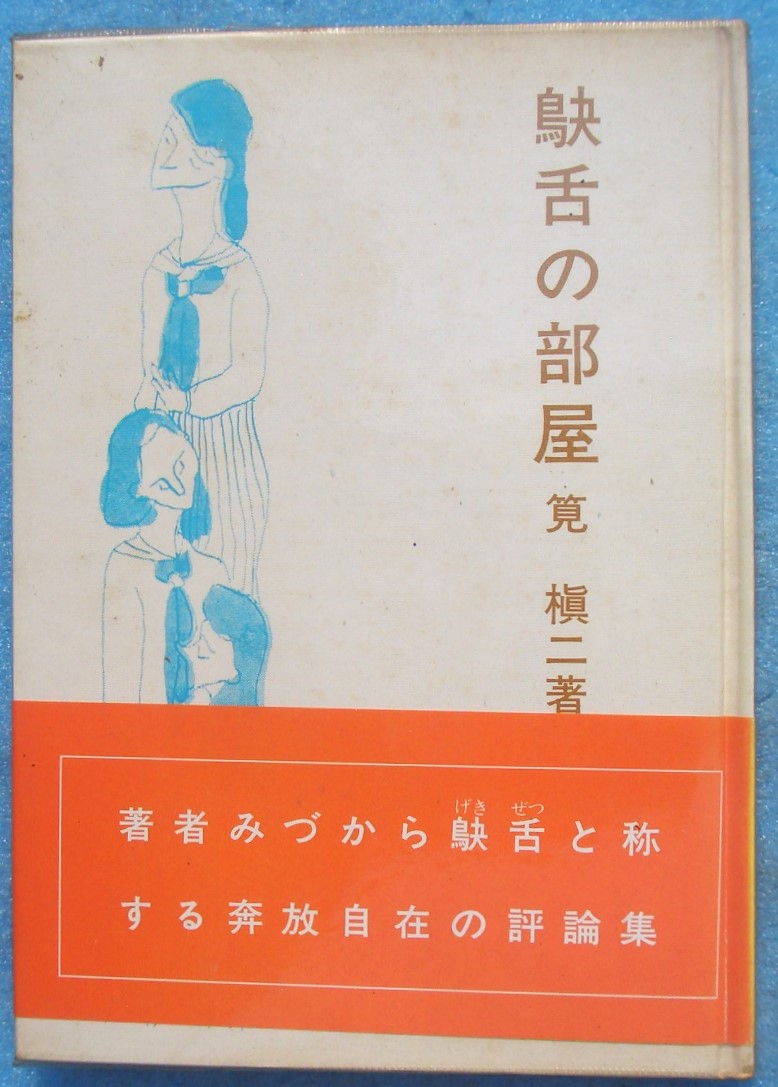 鴃舌の部屋
筧 槇二著
著者みづから鴃舌と称
する奔放自在の評論集
げき ぜつ